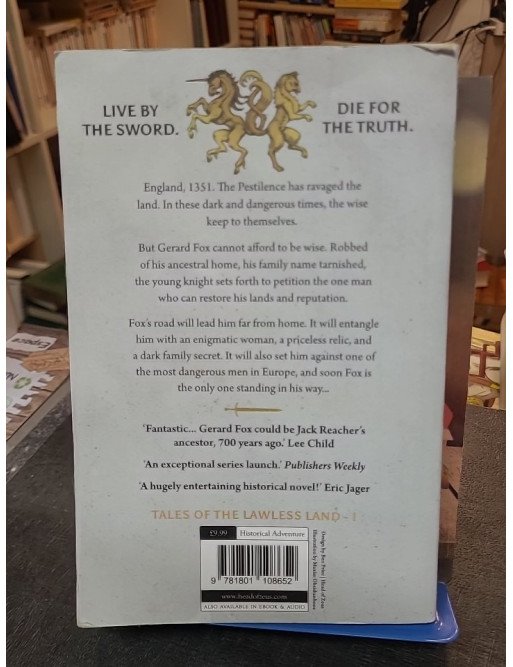 LIVE BY
THE SWORD.
DIE FOR
THE TRUTH.
England, 1351. The Pestilence has ravaged the
land. In these dark and dangerous times, the wise
keep to themselves.
But Gerard Fox cannot afford to be wise. Robbed
of his ancestral home, his family name tarnished,
the young knight sets forth to petition the one man
who can restore his lands and reputation.
Fox's road will lead him far from home. It will entangle
him with an enigmatic woman, a priceless relic, and
a dark family secret. It will also set him against one of
the most dangerous men in Europe, and soon Fox is
the only one standing in his way...
'Fantastic... Gerard Fox could be Jack Reacher's
ancestor, 700 years ago.' Lee Child
'An exceptional series launch.' Publishers Weekly
'A hugely entertaining historical novel!' Eric Jager
TALES OF THE LAWLESS LAND - I
£9.99 Historical Adventure
9 781801 108652
www.headofzeus.com
ALSO AVAILABLE IN EBOOK & AUDIO